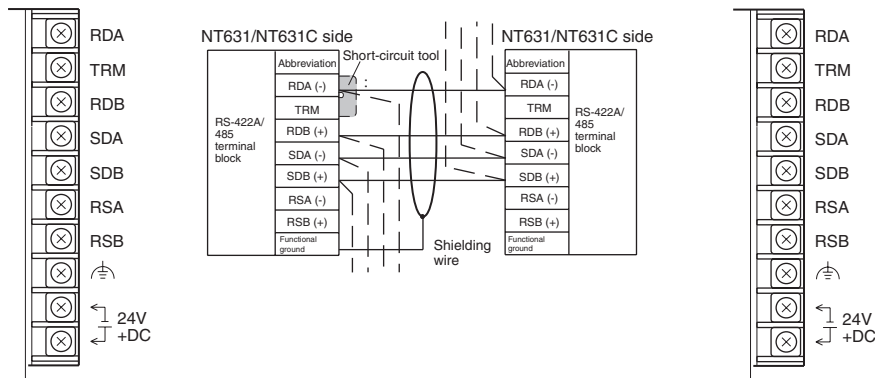 RDA
TRM
RDB
SDA
SDB
RSA
RSB
24V
+DC
NT631/NT631C side
RS-422A/
485
terminal
block
Abbreviation
RDA (-)
TRM
RDB (+)
SDA (-)
SDB (+)
RSA (-)
RSB (+)
Functional
ground
Short-circuit tool
Shielding
wire
NT631/NT631C side
Abbreviation
RDA (-)
TRM
RDB (+)
SDA (-)
SDB (+)
RSA (-)
RSB (+)
Functional
ground
RS-422A/
485
terminal
block
RDA
TRM
RDB
SDA
SDB
RSA
RSB
24V
+DC